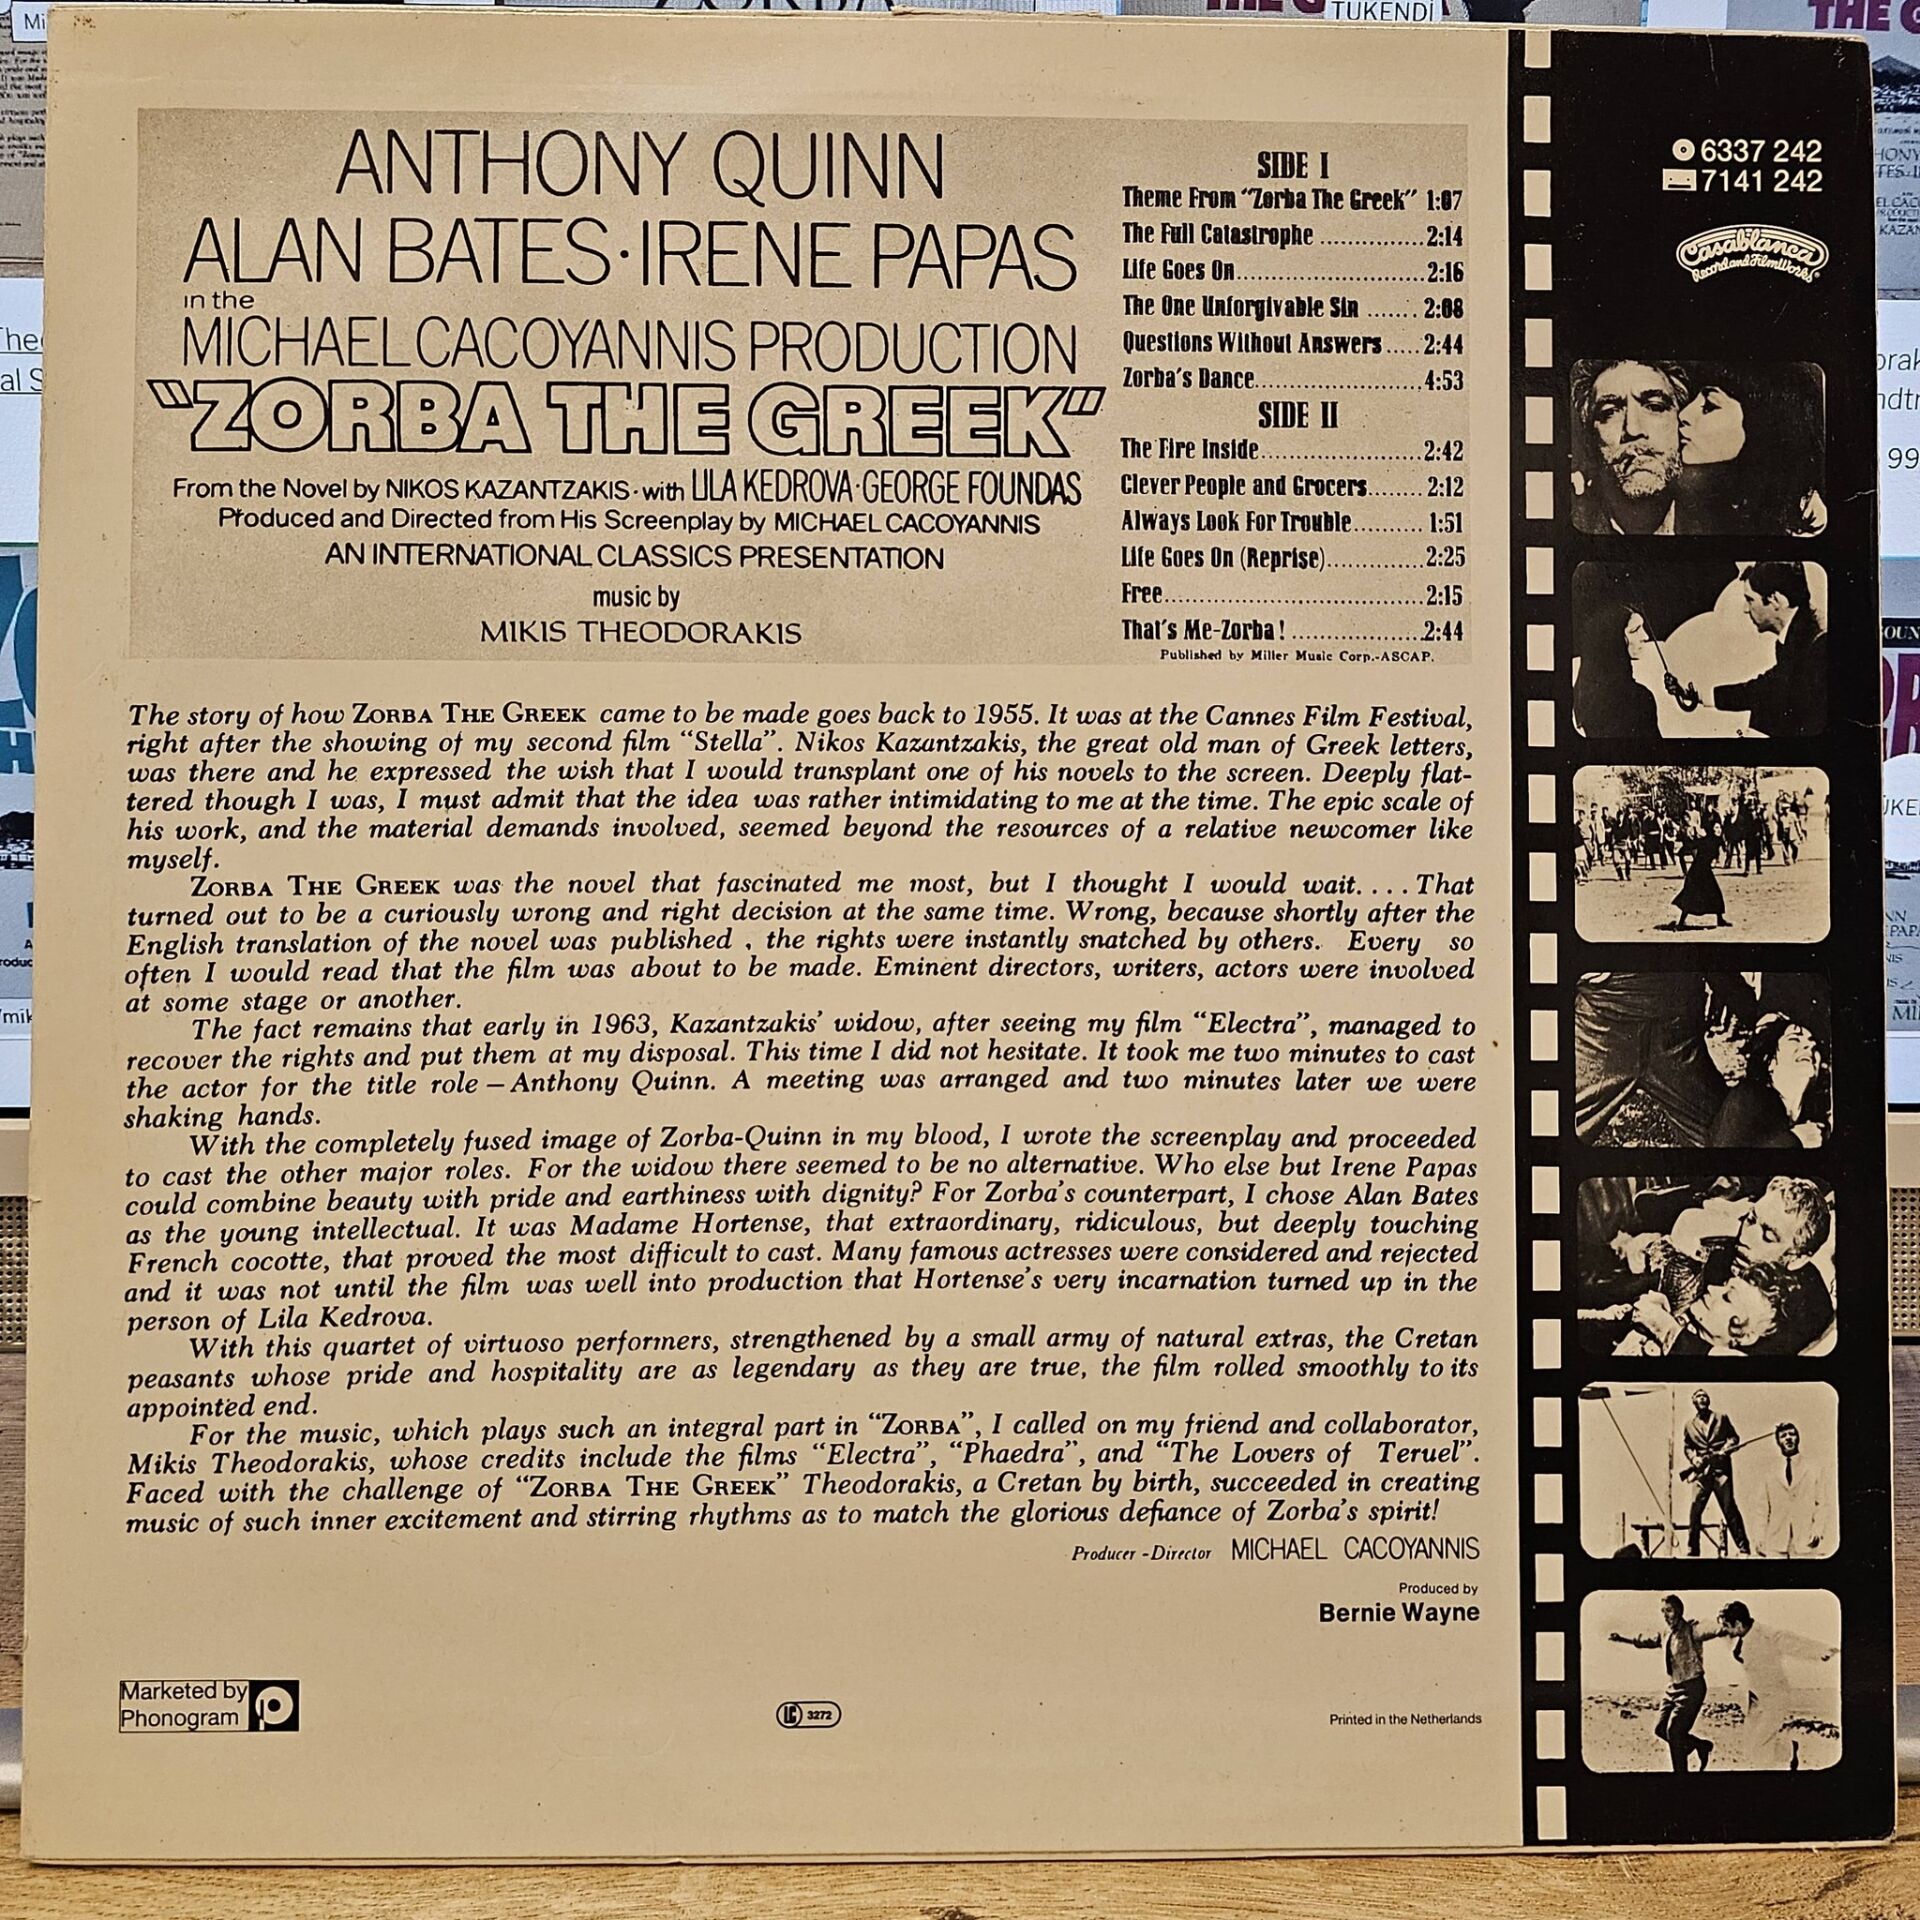 ANTHONY QUINN
ALAN BATES·IRENE PAPAS
in the
MICHAEL CACOYANNIS PRODUCTION
"ZORBA THE GREEK"
From the Novel by NIKOS KAZANTZAKIS·with LILA KEDROVA·GEORGE FOUNDAS
Produced and Directed from His Screenplay by MICHAEL CACOYANNIS
AN INTERNATIONAL CLASSICS PRESENTATION
music by
MIKIS THEODORAKIS
SIDE I
Theme From "Zorba The Greek" 1:07
The Full Catastrophe ............... 2:14
Life Goes On........................... 2:16
The One Unforgivable Sin ....... 2:08
Questions Without Answers ..... 2:44
Zorba's Dance........................ 4:53
SIDE II
The Fire Inside....................... 2:42
Clever People and Grocers........ 2:12
Always Look For Trouble.......... 1:51
Life Goes On (Reprise).............. 2:25
Free..................................... 2:15
That's Me-Zorba! ................... 2:44
Published by Miller Music Corp.-ASCAP.
6337 242
7141 242
Casablanca
Record and FilmWorks
The story of how ZORBA THE GREEK came to be made goes back to 1955. It was at the Cannes Film Festival,
right after the showing of my second film "Stella". Nikos Kazantzakis, the great old man of Greek letters,
was there and he expressed the wish that I would transplant one of his novels to the screen. Deeply flat-
tered though I was, I must admit that the idea was rather intimidating to me at the time. The epic scale of
his work, and the material demands involved, seemed beyond the resources of a relative newcomer like
myself.
ZORBA THE GREEK was the novel that fascinated me most, but I thought I would wait.... That
turned out to be a curiously wrong and right decision at the same time. Wrong, because shortly after the
English translation of the novel was published , the rights were instantly snatched by others. Every so
often I would read that the film was about to be made. Eminent directors, writers, actors were involved
at some stage or another.
The fact remains that early in 1963, Kazantzakis' widow, after seeing my film "Electra", managed to
recover the rights and put them at my disposal. This time I did not hesitate. It took me two minutes to cast
the actor for the title role – Anthony Quinn. A meeting was arranged and two minutes later we were
shaking hands.
With the completely fused image of Zorba-Quinn in my blood, I wrote the screenplay and proceeded
to cast the other major roles. For the widow there seemed to be no alternative. Who else but Irene Papas
could combine beauty with pride and earthiness with dignity? For Zorba's counterpart, I chose Alan Bates
as the young intellectual. It was Madame Hortense, that extraordinary, ridiculous, but deeply touching
French cocotte, that proved the most difficult to cast. Many famous actresses were considered and rejected
and it was not until the film was well into production that Hortense's very incarnation turned up in the
person of Lila Kedrova.
With this quartet of virtuoso performers, strengthened by a small army of natural extras, the Cretan
peasants whose pride and hospitality are as legendary as they are true, the film rolled smoothly to its
appointed end.
For the music, which plays such an integral part in "ZORBA", I called on my friend and collaborator,
Mikis Theodorakis, whose credits include the films "Electra", "Phaedra", and "The Lovers of Teruel".
Faced with the challenge of "ZORBA THE GREEK" Theodorakis, a Cretan by birth, succeeded in creating
music of such inner excitement and stirring rhythms as to match the glorious defiance of Zorba's spirit!
Producer - Director MICHAEL CACOYANNIS
Produced by
Bernie Wayne
Marketed by
Phonogram
LC 3272
Printed in the Netherlands
TÜKENDİ